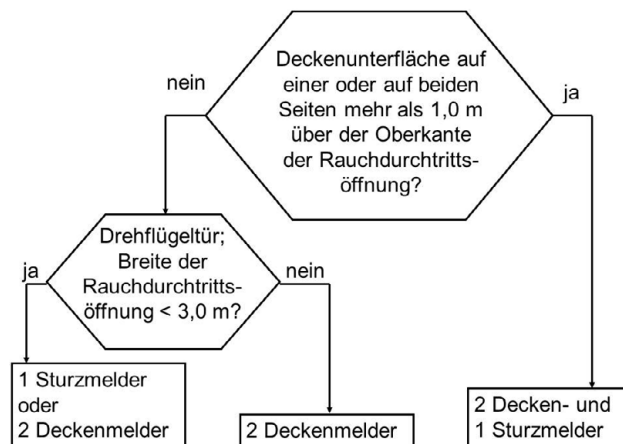 Deckenunterfläche auf
einer oder auf beiden
Seiten mehr als 1,0 m
über der Oberkante
der Rauchdurchtritts-
öffnung?
nein
ja
Drehflügeltür;
Breite der
Rauchdurchtritts-
öffnung < 3,0 m?
ja
nein
1 Sturzmelder
oder
2 Deckenmelder
2 Deckenmelder
2 Decken- und
1 Sturzmelder